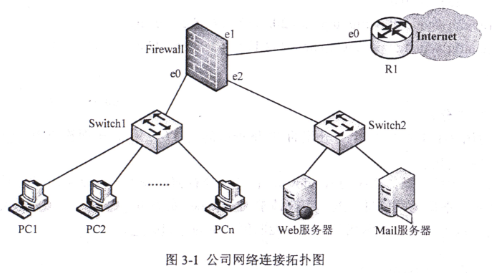 Firewall
e1
e0
Internet
R1
e0
e2
Switch1
Switch2
......
PC1
PC2
PCn
Web服务器
Mail服务器
图 3-1 公司网络连接拓扑图